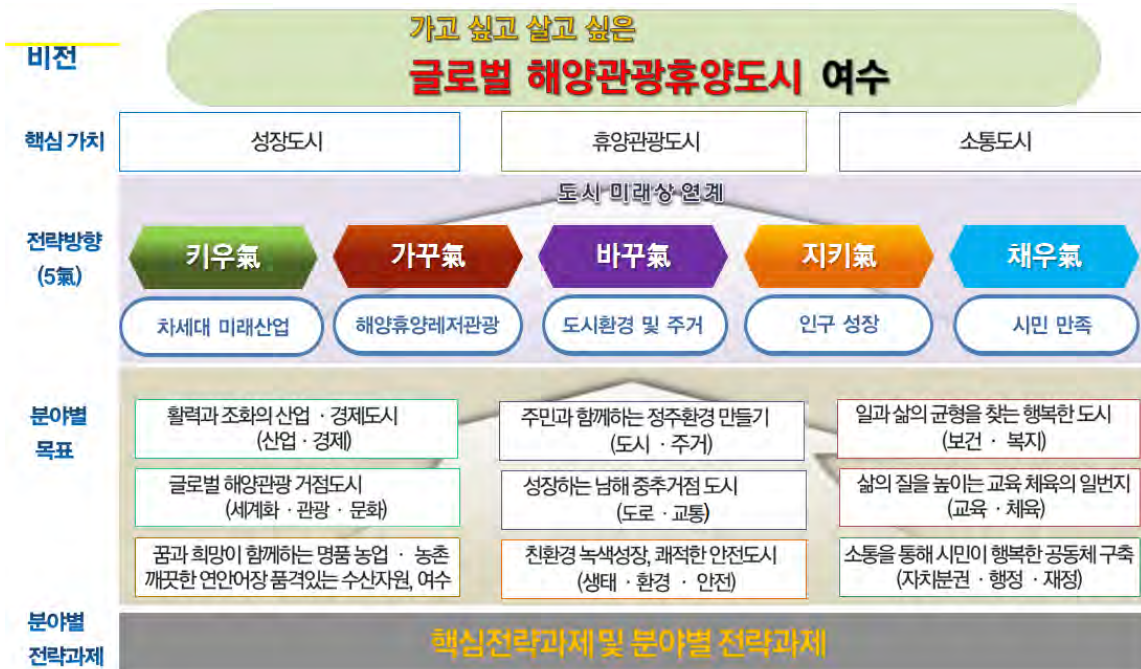 비전
가고 싶고 살고 싶은
글로벌 해양관광휴양도시 여수
핵심 가치
성장도시
휴양관광도시
소통도시
도시 미래상 연계
전략방향
(5氣)
키우氣
가꾸氣
바꾸氣
지키氣
채우氣
차세대 미래산업
해양휴양레저관광
도시환경 및 주거
인구 성장
시민 만족
분야별
목표
활력과 조화의 산업 · 경제도시
(산업 · 경제)
주민과 함께하는 정주환경 만들기
(도시 · 주거)
일과 삶의 균형을 찾는 행복한 도시
(보건 · 복지)
글로벌 해양관광 거점도시
(세계화 · 관광 · 문화)
성장하는 남해 중추거점 도시
(도로 · 교통)
삶의 질을 높이는 교육 체육의 일번지
(교육 · 체육)
꿈과 희망이 함께하는 명품 농업 · 농촌
깨끗한 연안어장 품격있는 수산자원, 여수
친환경 녹색성장, 쾌적한 안전도시
(생태 · 환경 · 안전)
소통을 통해 시민이 행복한 공동체 구축
(자치분권 · 행정 · 재정)
분야별
전략과제
핵심전략과제 및 분야별 전략과제